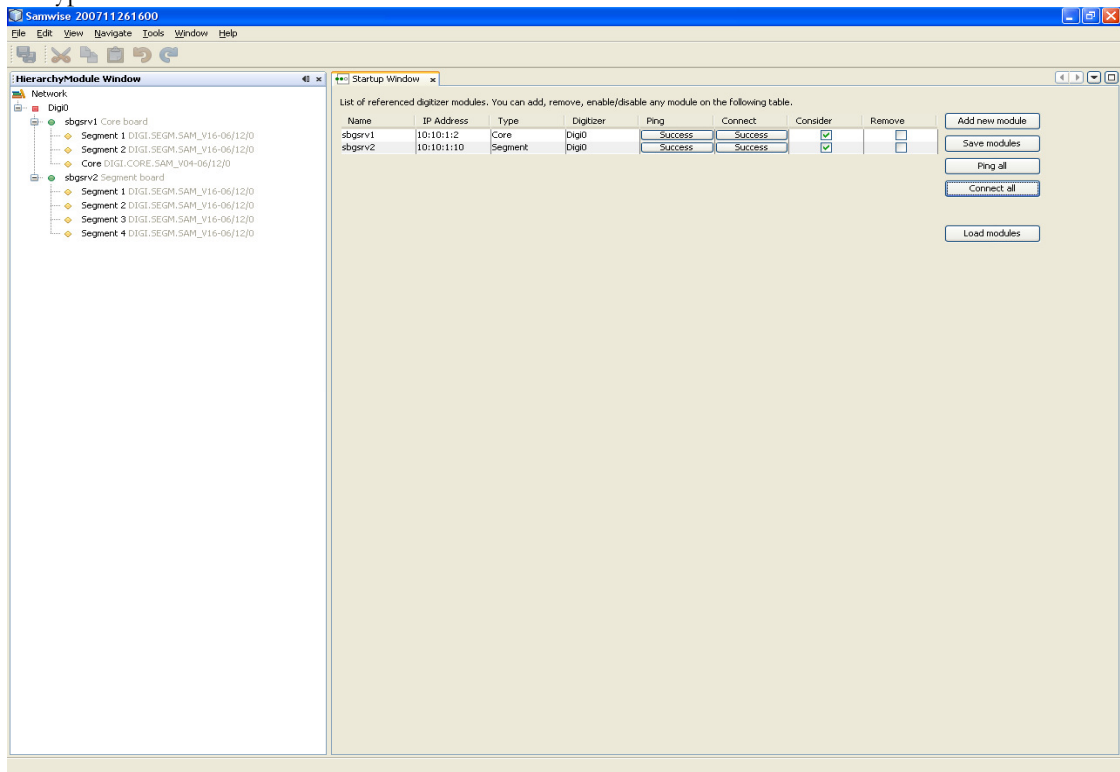 Samwise 200711261600
File Edit View Navigate Tools Window Help
HierarchyModule Window
Startup Window
Network
Digi0
sbgsrv1 Core board
Segment 1 DIGI.SEGM.SAM_V16-06/12/0
Segment 2 DIGI.SEGM.SAM_V16-06/12/0
Core DIGI.CORE.SAM_V04-06/12/0
sbgsrv2 Segment board
Segment 1 DIGI.SEGM.SAM_V16-06/12/0
Segment 2 DIGI.SEGM.SAM_V16-06/12/0
Segment 3 DIGI.SEGM.SAM_V16-06/12/0
Segment 4 DIGI.SEGM.SAM_V16-06/12/0
List of referenced digitizer modules. You can add, remove, enable/disable any module on the following table.
Name IP Address Type Digitizer Ping Connect Consider Remove
sbgsrv1 10:10:1:2 Core Digi0 Success Success
sbgsrv2 10:10:1:10 Segment Digi0 Success Success
Add new module
Save modules
Ping all
Connect all
Load modules